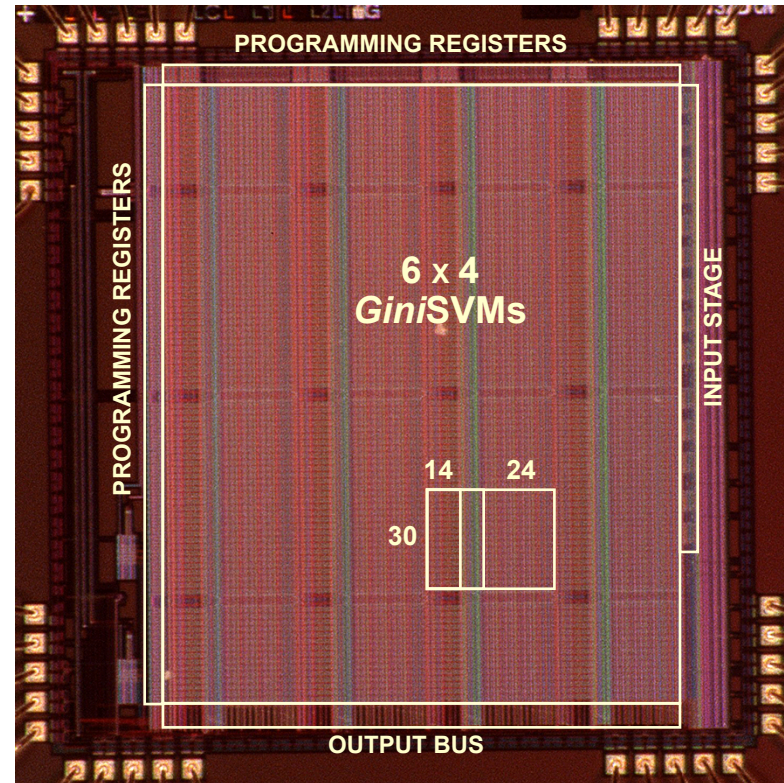 PROGRAMMING REGISTERS
PROGRAMMING REGISTERS
6 x 4
GiniSVMs
INPUT STAGE
14
24
30
OUTPUT BUS